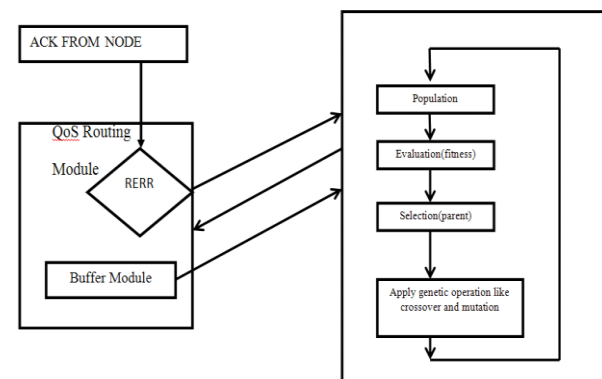 ACK FROM NODE
QoS Routing
Module
RERR
Buffer Module
Population
Evaluation(fitness)
Selection(parent)
Apply genetic operation like
crossover and mutation